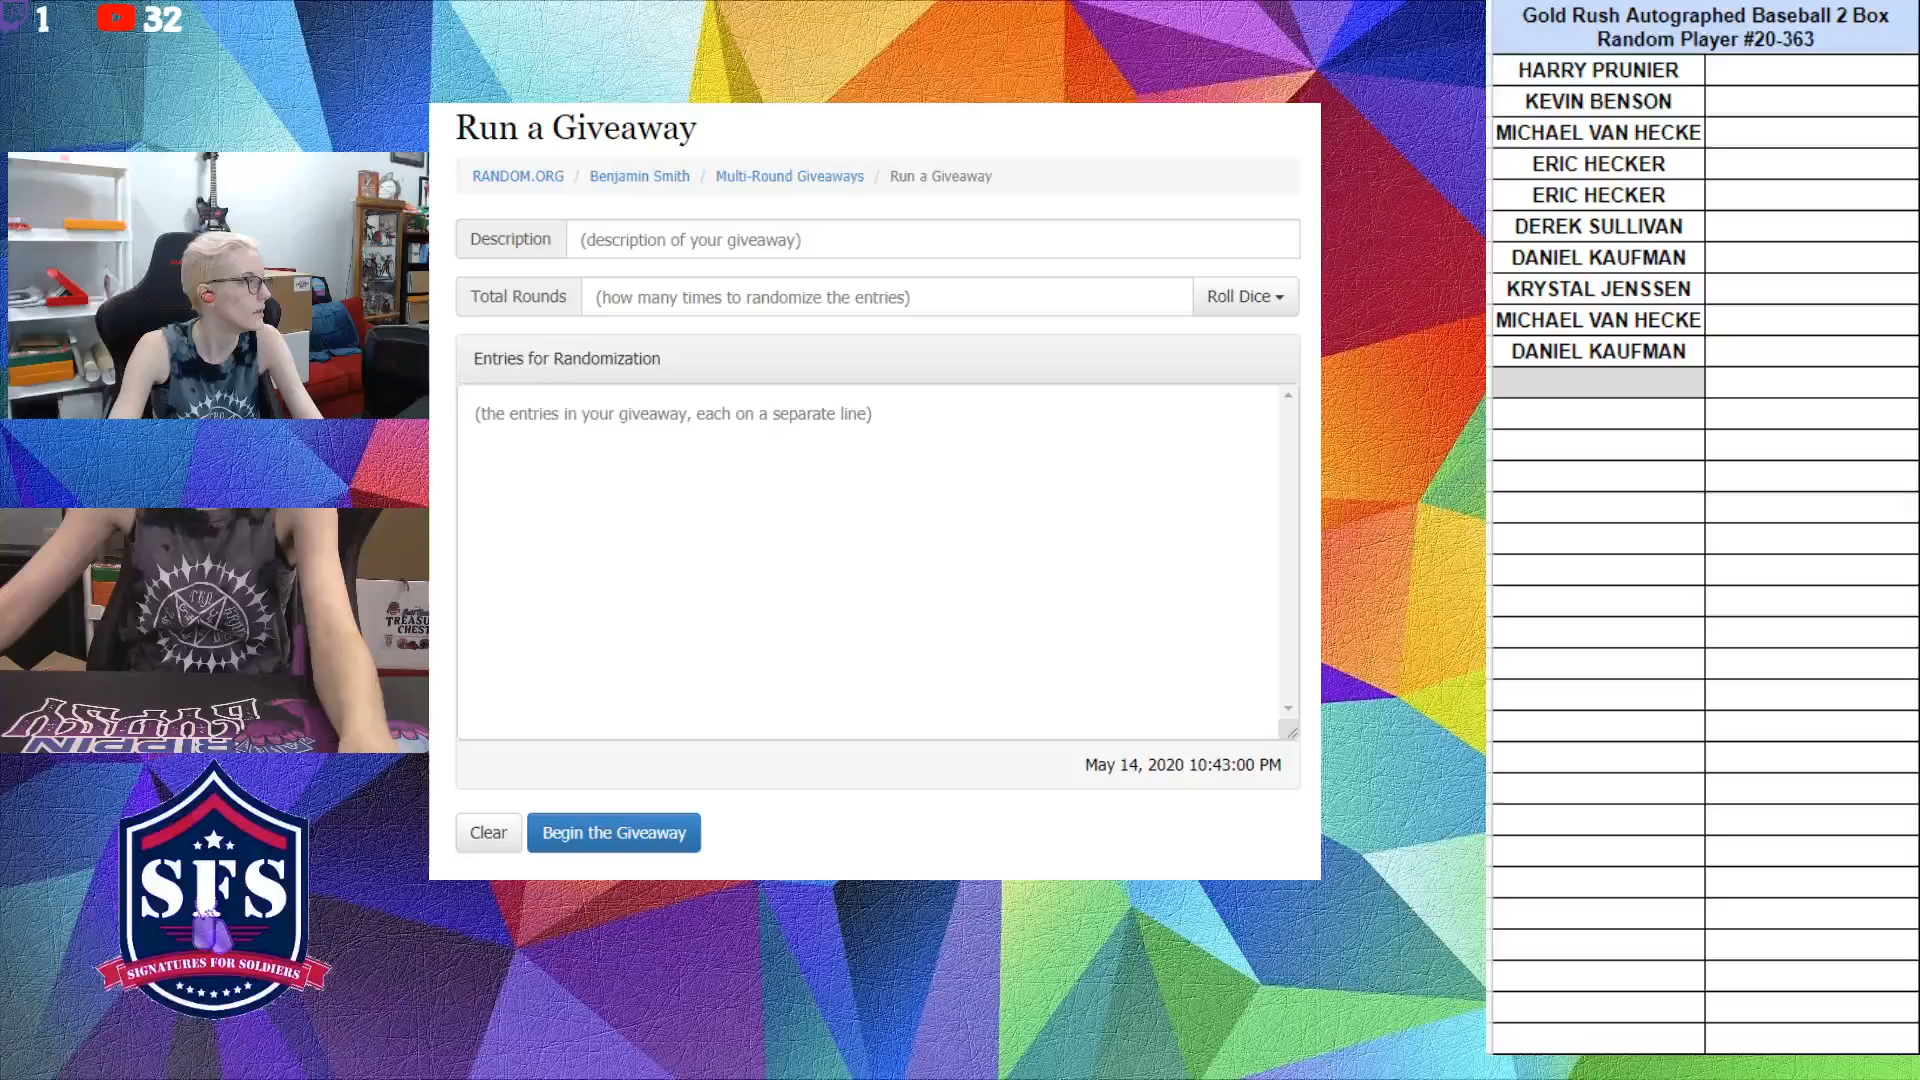 1
32
Run a Giveaway
RANDOM.ORG / Benjamin Smith / Multi-Round Giveaways / Run a Giveaway
Description (description of your giveaway)
Total Rounds (how many times to randomize the entries) Roll Dice
Entries for Randomization
(the entries in your giveaway, each on a separate line)
May 14, 2020 10:43:00 PM
Clear Begin the Giveaway
TREASURE
CHEST
RIPPIN
SFS
SIGNATURES FOR SOLDIERS
Gold Rush Autographed Baseball 2 Box
Random Player #20-363
HARRY PRUNIER
KEVIN BENSON
MICHAEL VAN HECKE
ERIC HECKER
ERIC HECKER
DEREK SULLIVAN
DANIEL KAUFMAN
KRYSTAL JENSSEN
MICHAEL VAN HECKE
DANIEL KAUFMAN